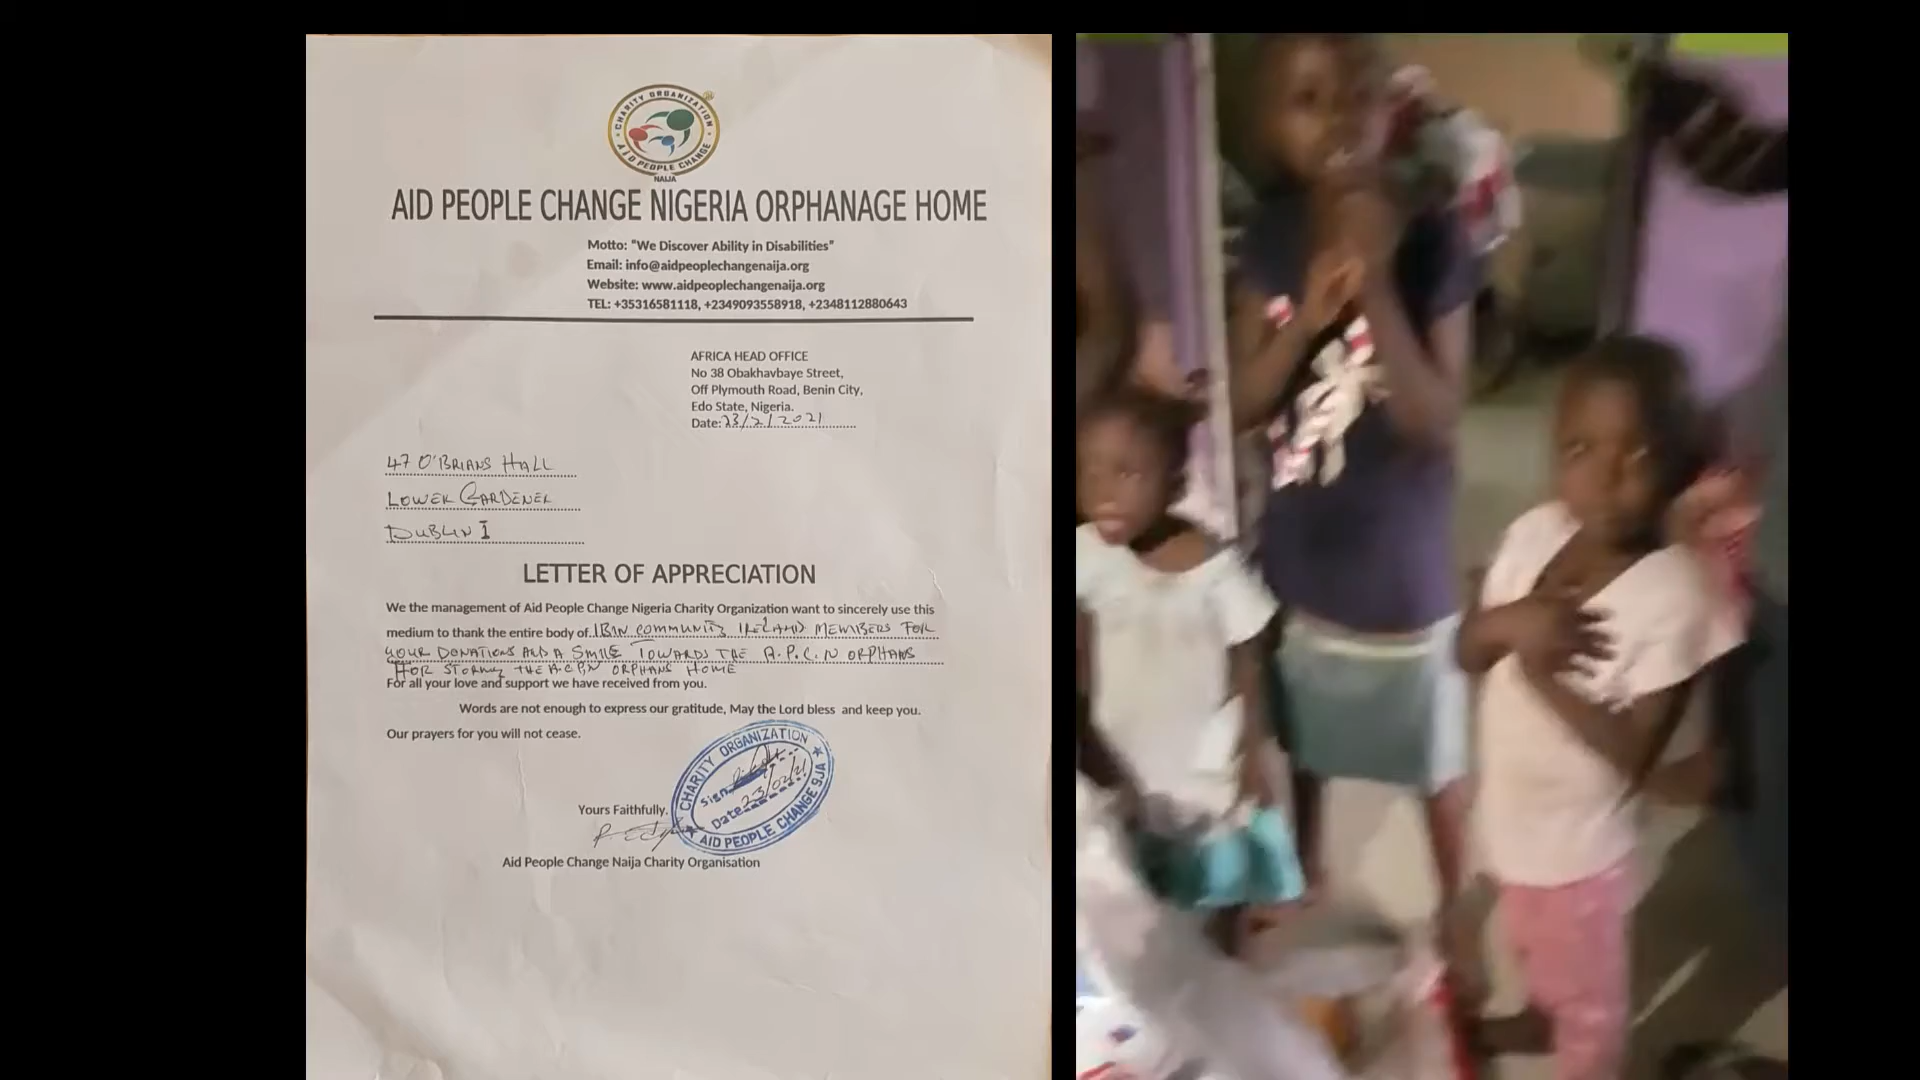 CHARITY ORGANIZATION
AID PEOPLE CHANGE
NAIJA
AID PEOPLE CHANGE NIGERIA ORPHANAGE HOME
Motto: "We Discover Ability in Disabilities"
Email: info@aidpeoplechangenaija.org
Website: www.aidpeoplechangenaija.org
TEL: +35316581118, +2349093558918, +2348112880643
AFRICA HEAD OFFICE
No 38 Obakhavbaye Street,
Off Plymouth Road, Benin City,
Edo State, Nigeria.
Date: 23/2/2021
47 O'BRIANS HALL
LOWER GARDENER
DUBLIN 1
LETTER OF APPRECIATION
We the management of Aid People Change Nigeria Charity Organization want to sincerely use this
medium to thank the entire body of IBIN COMMUNITY IRELAND MEMBERS FOR
YOUR DONATIONS AND A SMILE TOWARDS THE A.P.C.N ORPHANS
FOR THE A.C.P.N ORPHANS HOME
For all your love and support we have received from you.
Words are not enough to express our gratitude, May the Lord bless and keep you.
Our prayers for you will not cease.
CHARITY ORGANIZATION
Sign
Date 23/02/21
AID PEOPLE CHANGE 9JA
Yours Faithfully.
Aid People Change Naija Charity Organisation